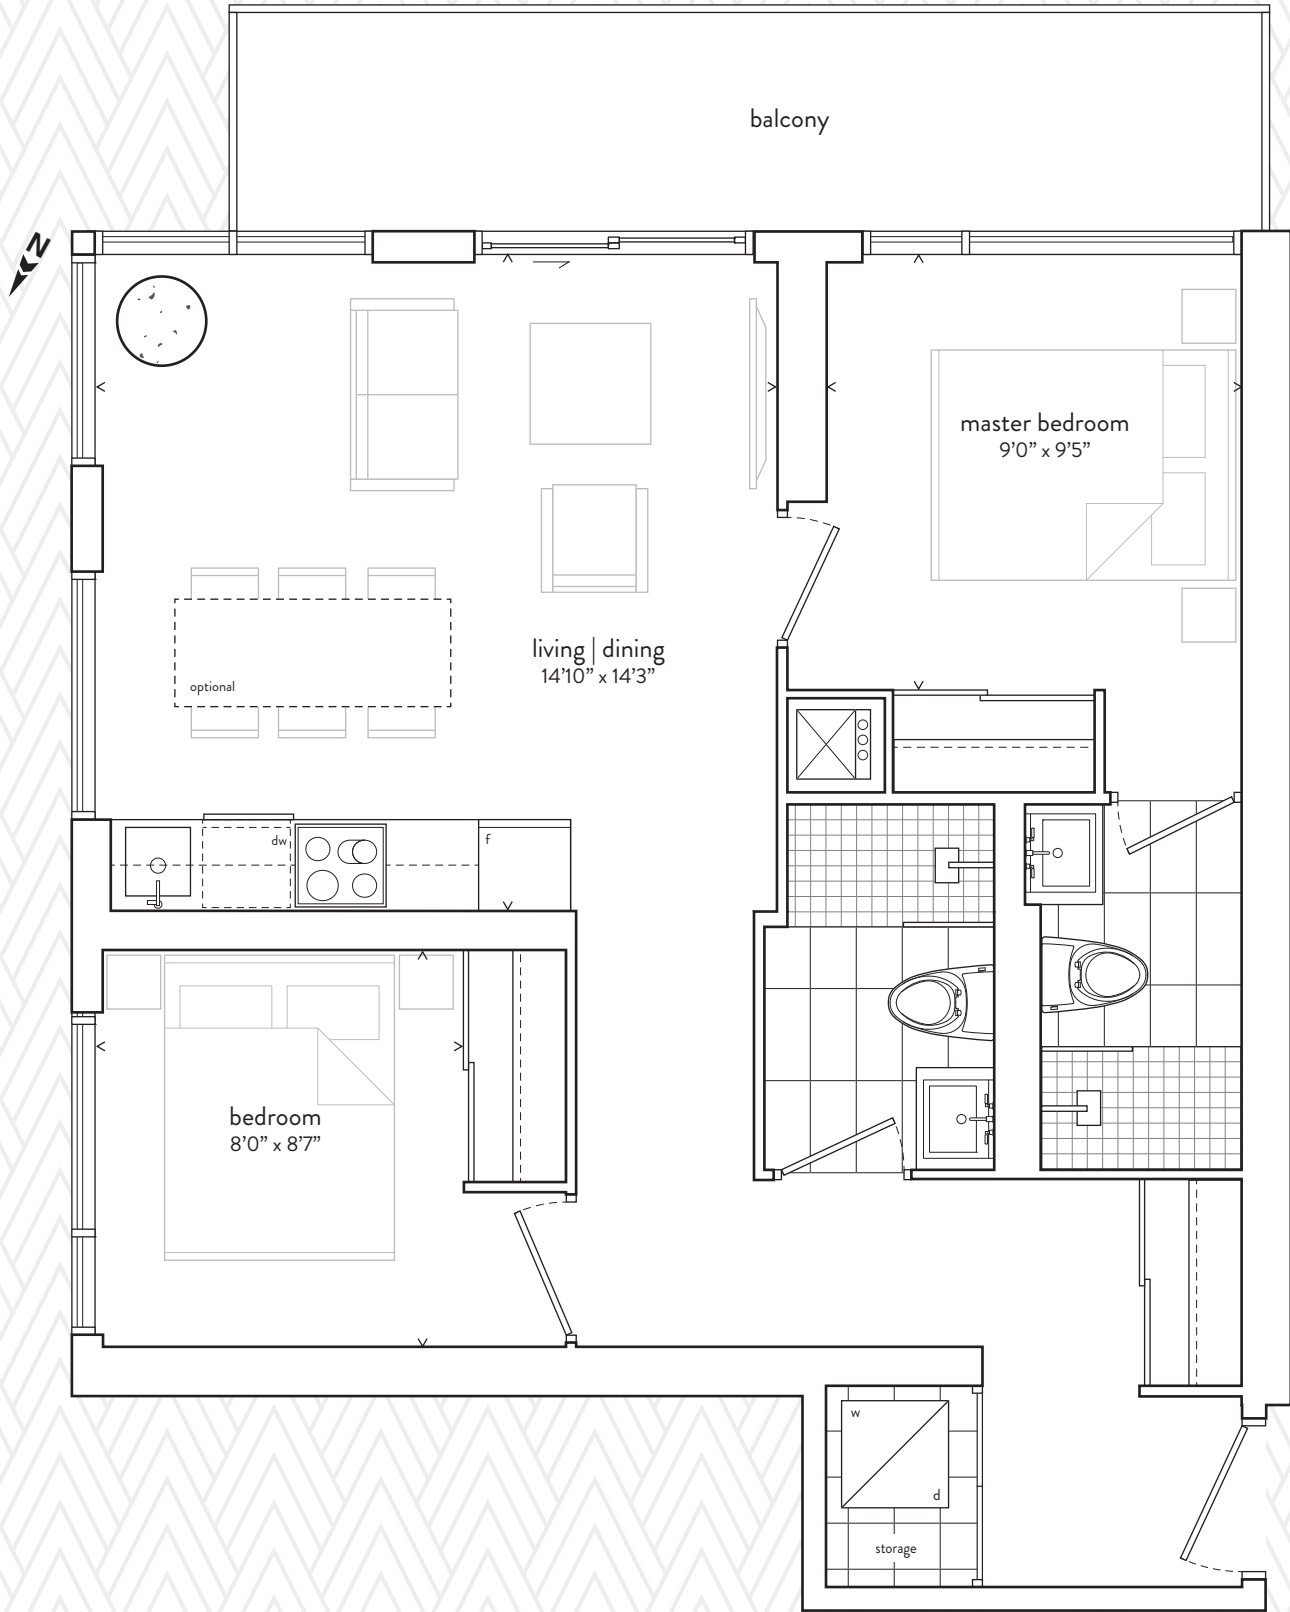 balcony
N
master bedroom
9’0” x 9’5”
living | dining
14’10” x 14’3”
optional
dw
f
bedroom
8’0” x 8’7”
w
d
storage